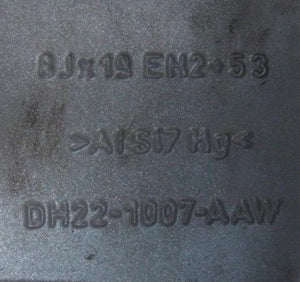 8Jx19 EH2+53
>AlSi7 Mg<
DH22-1007-AAW